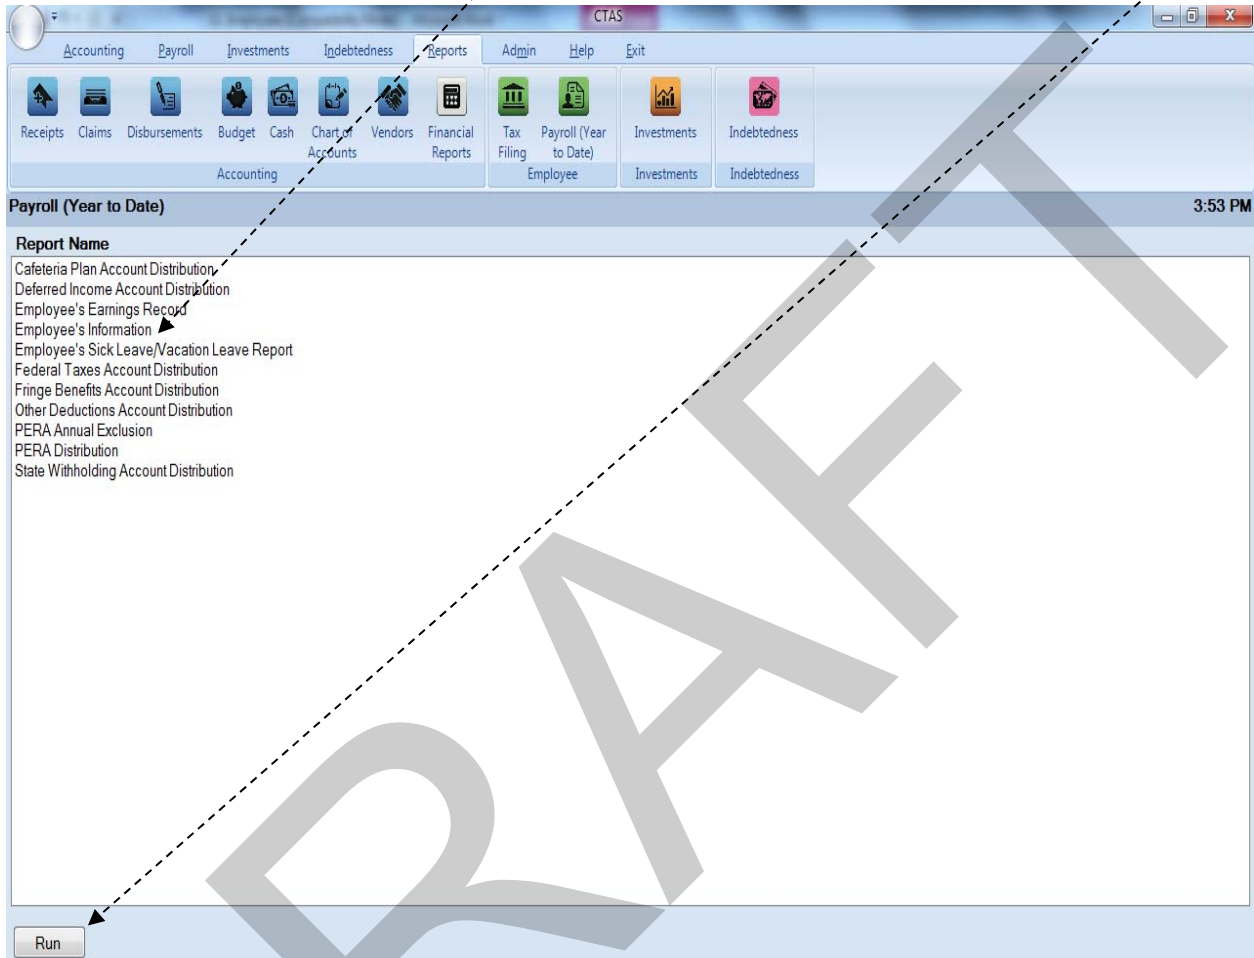 CTAS
Accounting Payroll Investments Indebtedness Reports Admin Help Exit
Receipts Claims Disbursements Budget Cash Chart of Accounts Vendors Financial Reports Tax Filing Payroll (Year to Date) Investments Indebtedness
Accounting Employee Investments Indebtedness
Payroll (Year to Date) 3:53 PM
Report Name
Cafeteria Plan Account Distribution
Deferred Income Account Distribution
Employee's Earnings Record
Employee's Information
Employee's Sick Leave/Vacation Leave Report
Federal Taxes Account Distribution
Fringe Benefits Account Distribution
Other Deductions Account Distribution
PERA Annual Exclusion
PERA Distribution
State Withholding Account Distribution
Run
RAFT